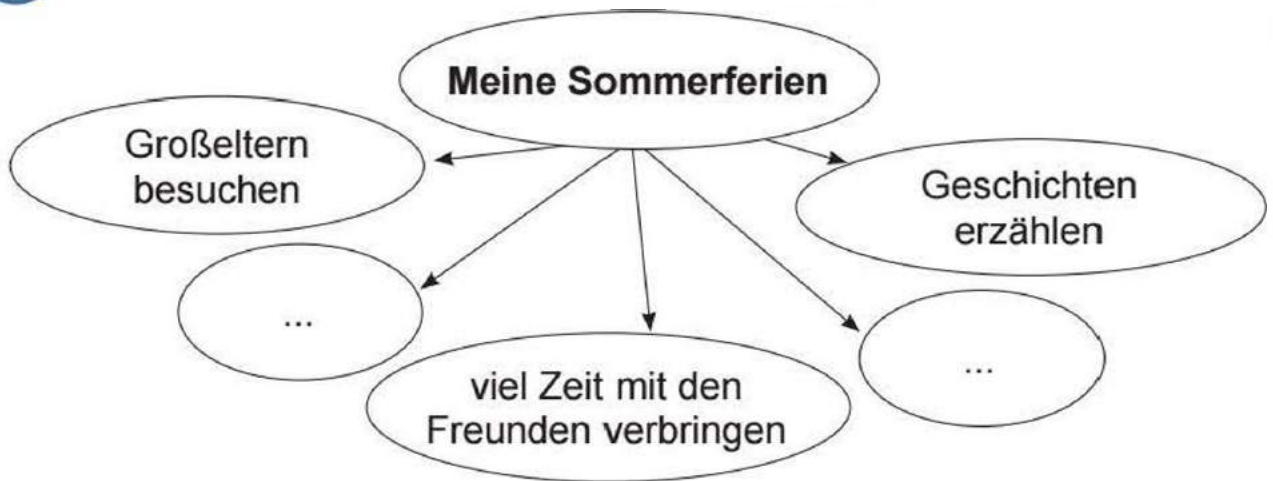 Meine Sommerferien
Großeltern
besuchen
Geschichten
erzählen
...
viel Zeit mit den
Freunden verbringen
...